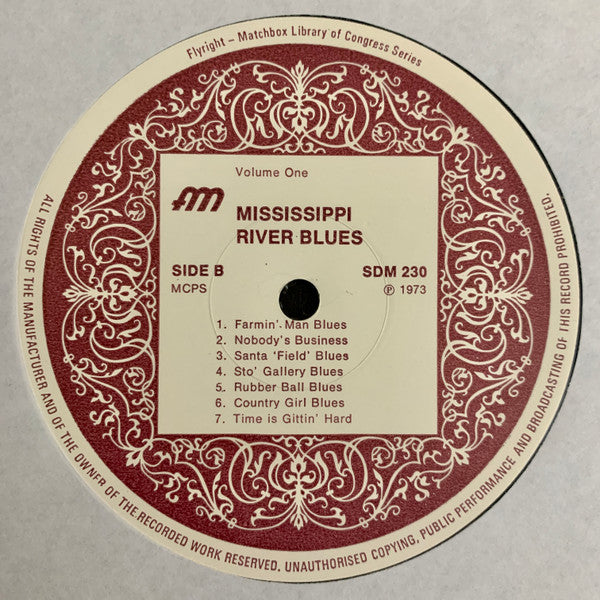 Flyright – Matchbox Library of Congress Series
Volume One
fm
MISSISSIPPI
RIVER BLUES
SIDE B
SDM 230
MCPS
℗ 1973
1. Farmin' Man Blues
2. Nobody's Business
3. Santa 'Field' Blues
4. Sto' Gallery Blues
5. Rubber Ball Blues
6. Country Girl Blues
7. Time is Gittin' Hard
ALL RIGHTS OF THE MANUFACTURER AND OF THE OWNER OF THE RECORDED WORK RESERVED. UNAUTHORISED COPYING, PUBLIC PERFORMANCE AND BROADCASTING OF THIS RECORD PROHIBITED.